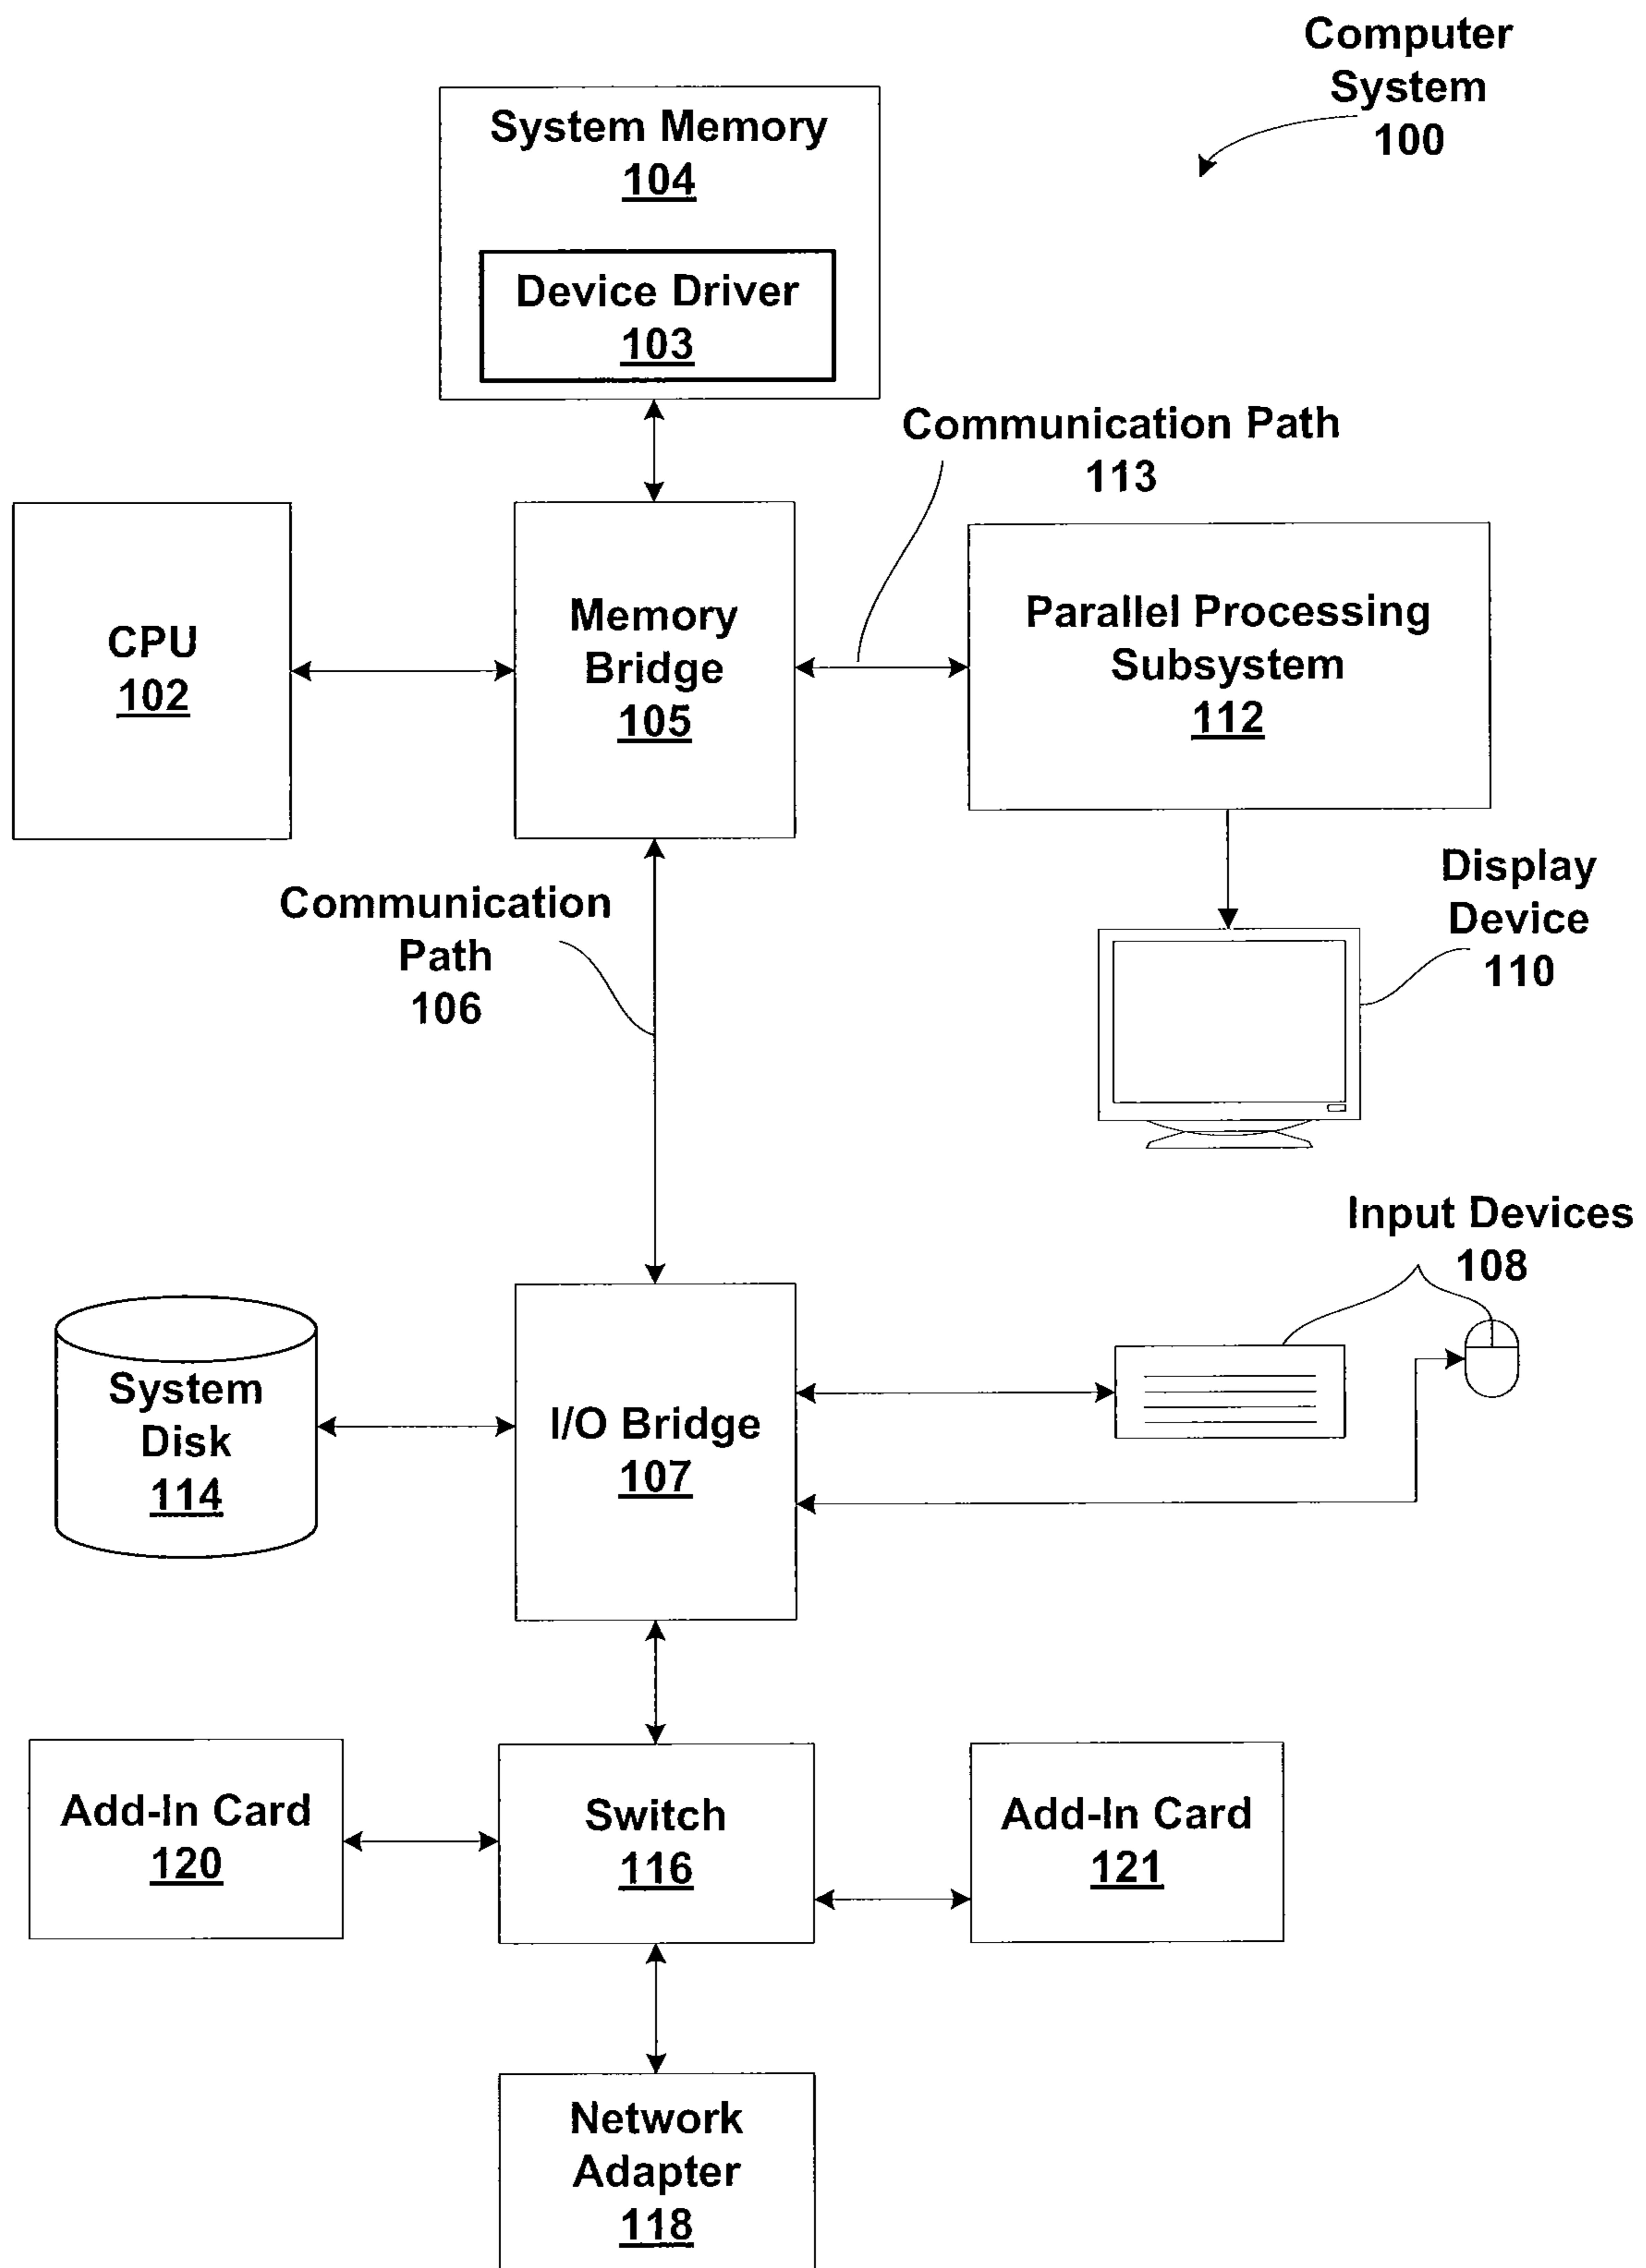 Computer
System
100
System Memory
104
Device Driver
103
Communication Path
113
CPU
102
Memory
Bridge
105
Parallel Processing
Subsystem
112
Communication
Path
106
Display
Device
110
Input Devices
108
System
Disk
114
I/O Bridge
107
Add-In Card
120
Switch
116
Add-In Card
121
Network
Adapter
118